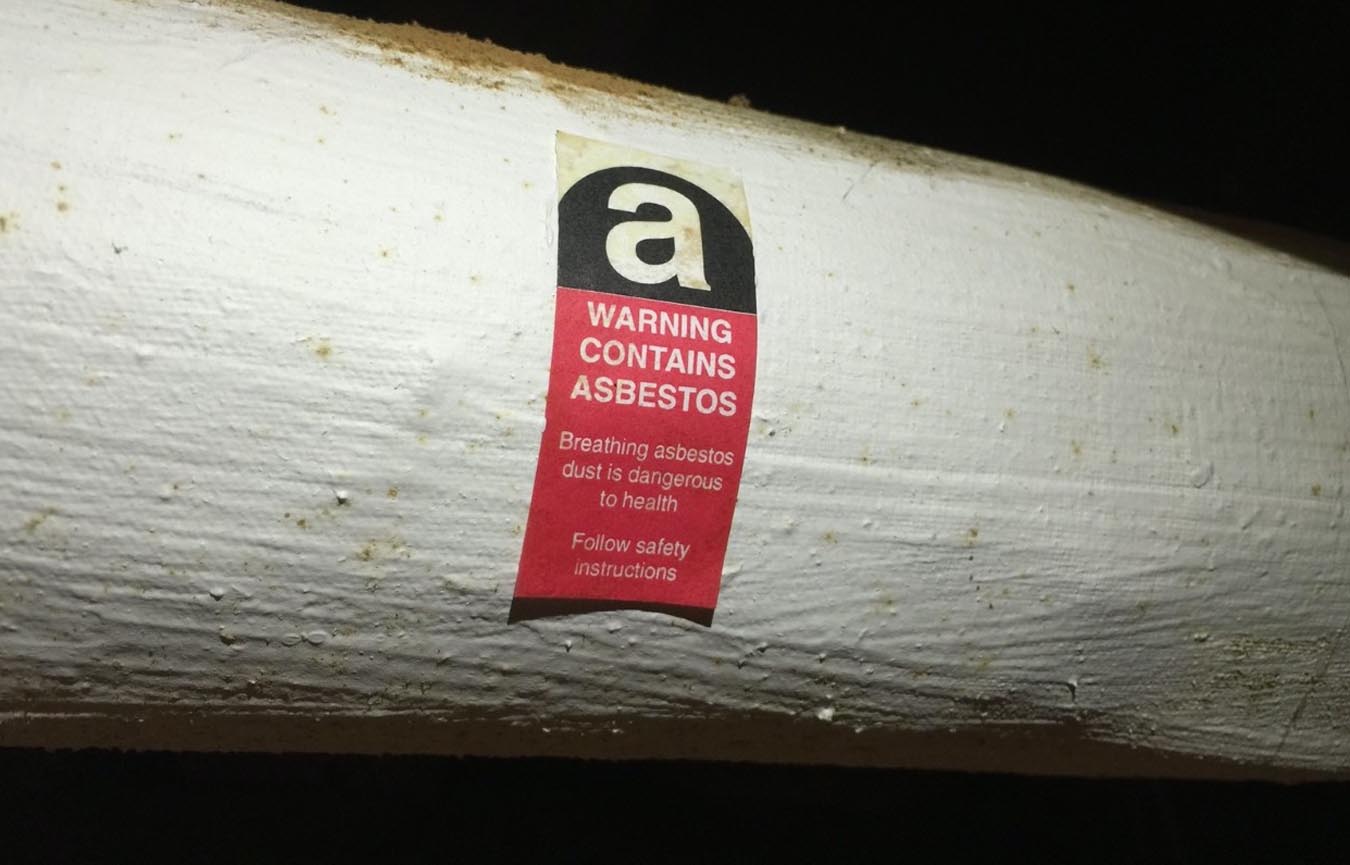 a
WARNING
CONTAINS
ASBESTOS
Breathing asbestos
dust is dangerous
to health
Follow safety
instructions